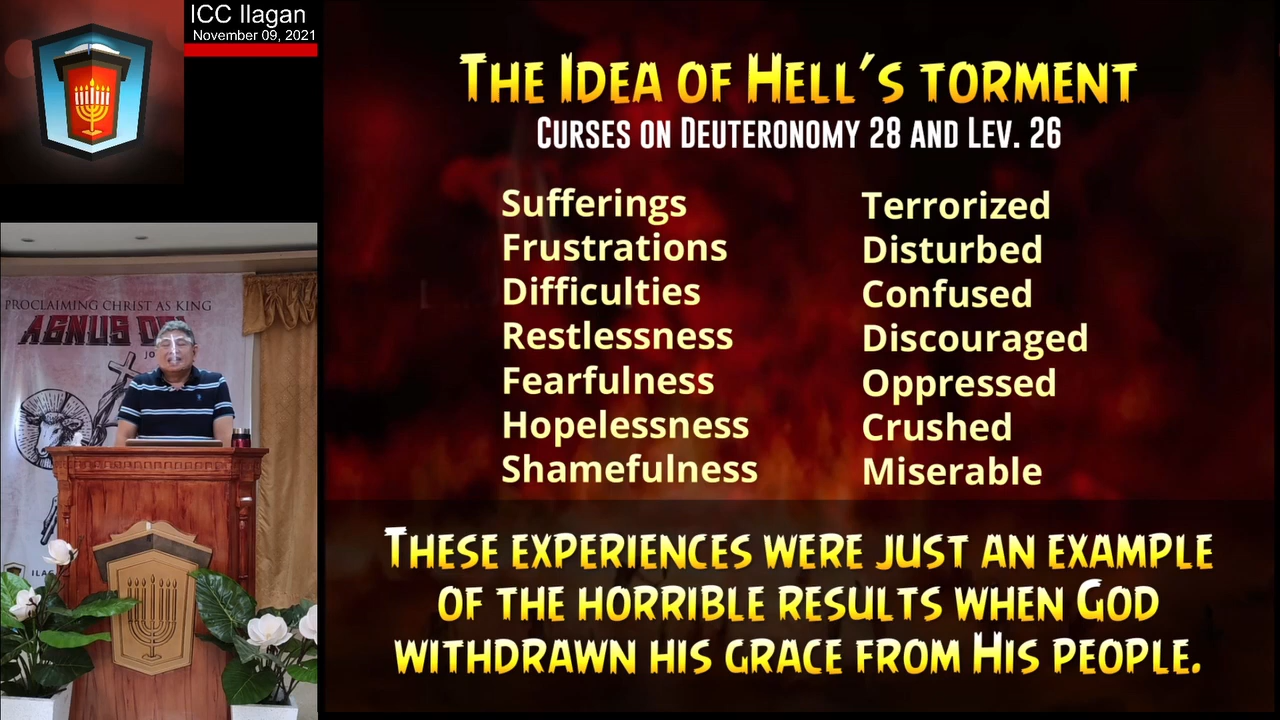 ICC Ilagan
November 09, 2021
PROCLAIMING CHRIST AS KING
AGNUS
JO
ILAG
THE IDEA OF HELL'S TORMENT
CURSES ON DEUTERONOMY 28 AND LEV. 26
Sufferings
Frustrations
Difficulties
Restlessness
Fearfulness
Hopelessness
Shamefulness
Terrorized
Disturbed
Confused
Discouraged
Oppressed
Crushed
Miserable
THESE EXPERIENCES WERE JUST AN EXAMPLE
OF THE HORRIBLE RESULTS WHEN GOD
WITHDRAWN HIS GRACE FROM HIS PEOPLE.